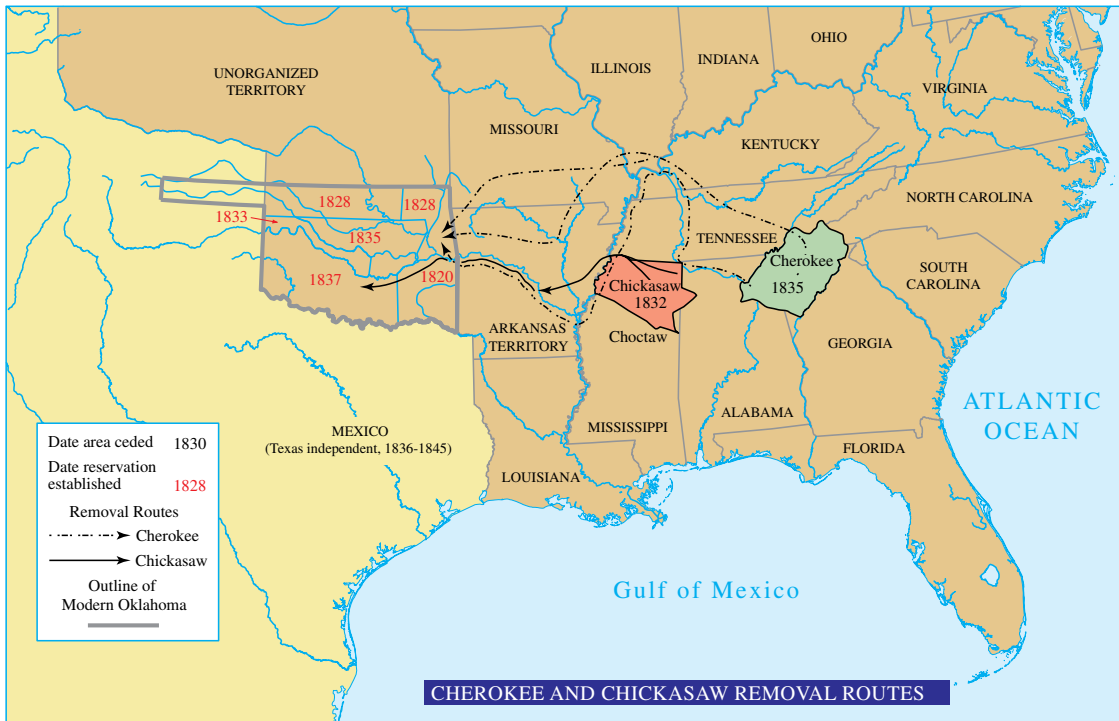 OHIO
INDIANA
ILLINOIS
UNORGANIZED
TERRITORY
VIRGINIA
MISSOURI
KENTUCKY
NORTH CAROLINA
1828
1828
1833
1835
TENNESSEE
Cherokee
1835
SOUTH
CAROLINA
1837
1820
Chickasaw
1832
ARKANSAS
TERRITORY
Choctaw
GEORGIA
ATLANTIC
OCEAN
ALABAMA
MISSISSIPPI
MEXICO
(Texas independent, 1836-1845)
FLORIDA
LOUISIANA
Date area ceded 1830
Date reservation
established 1828
Removal Routes
Cherokee
Chickasaw
Outline of
Modern Oklahoma
Gulf of Mexico
CHEROKEE AND CHICKASAW REMOVAL ROUTES